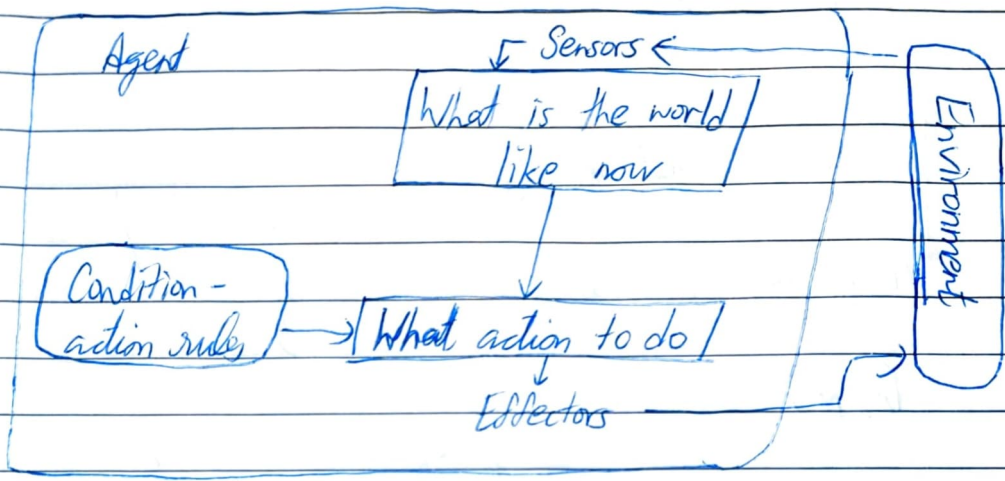 Agent
Sensors
What is the world
like now
Environment
Condition-
action rules
What action to do
Effectors